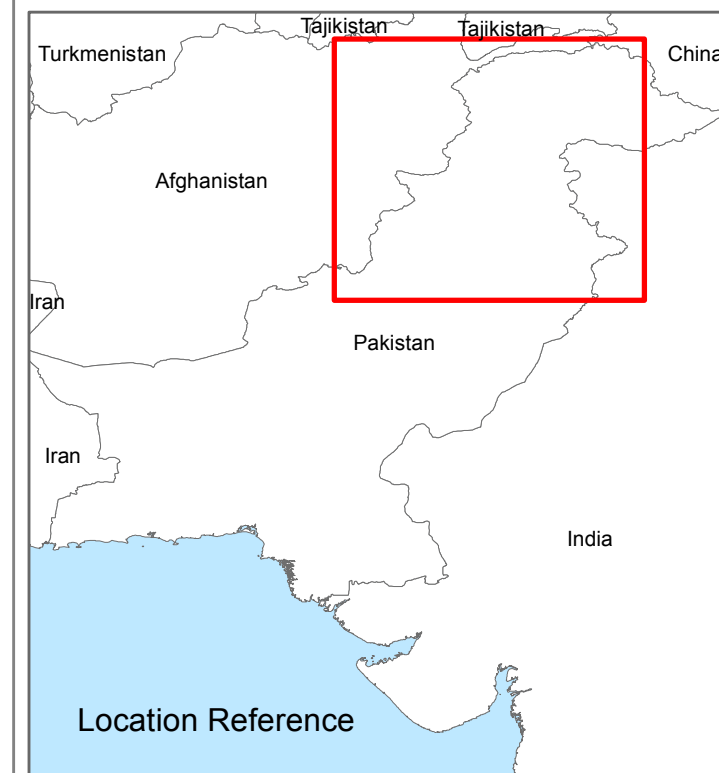 Tajikistan
Tajikistan
Turkmenistan
China
Afghanistan
Iran
Pakistan
Iran
India
Location Reference